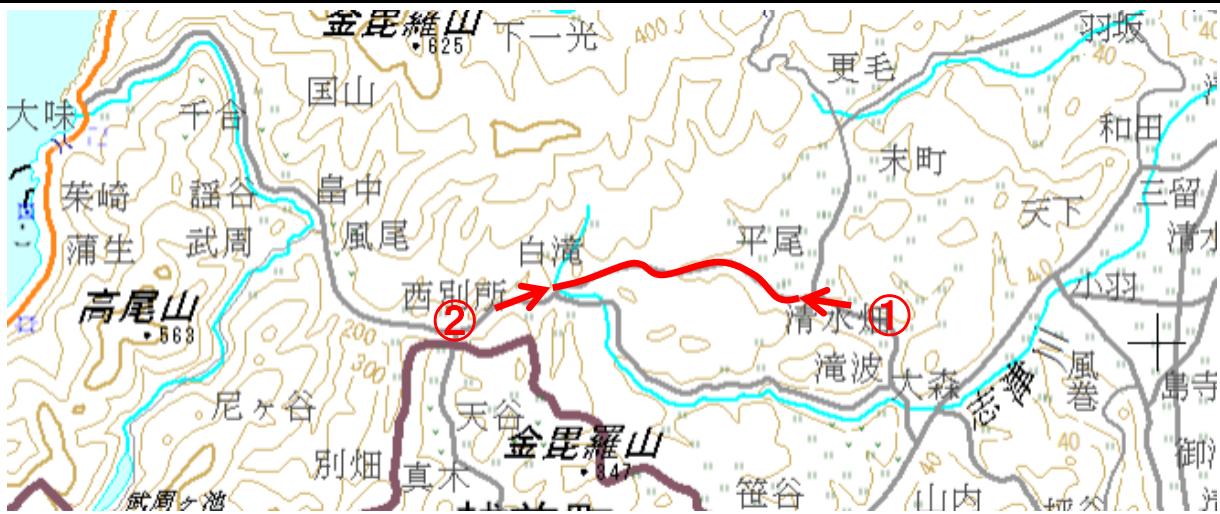 金毘羅山
・625
下一光
400
羽坂
更毛
国山
大味
千合
和田
末町
畠中
茱崎
謡谷
三留
天下
平尾
白滝
風尾
武周
蒲生
清水
小羽
西別所
高尾山
・563
②
①
清水畑
200
300
滝波
大森
志津川
風巻
島寺
尼ヶ谷
天谷
金毘羅山
・347
別畑
真木
40
40
40
武周ヶ池
笹谷
山内